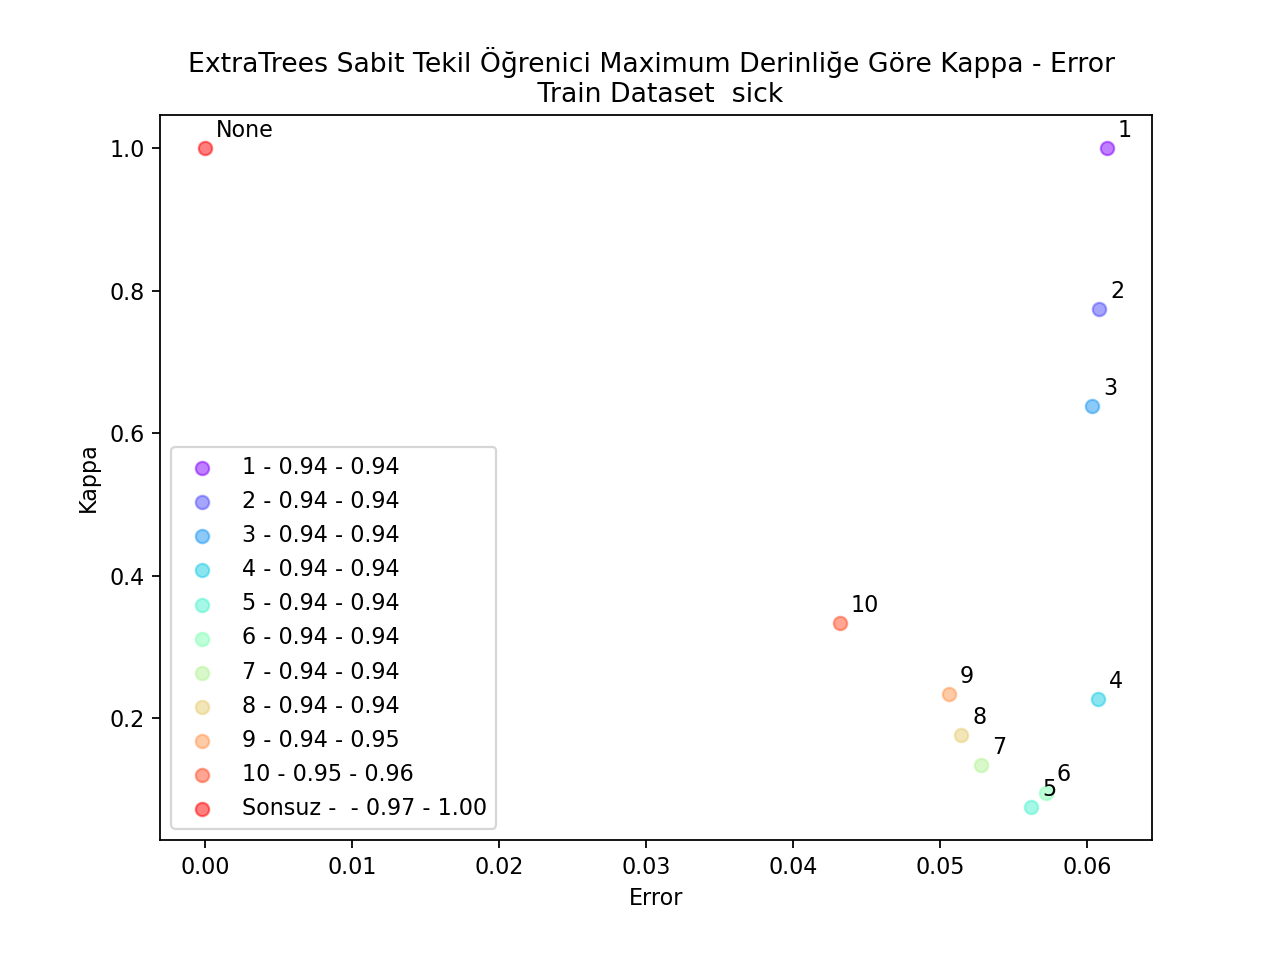 ExtraTrees Sabit Tekil Öğrenici Maximum Derinliğe Göre Kappa - Error
Train Dataset  sick
None
1
1.0
2
0.8
3
0.6
Kappa
1 - 0.94 - 0.94
2 - 0.94 - 0.94
3 - 0.94 - 0.94
4 - 0.94 - 0.94
5 - 0.94 - 0.94
6 - 0.94 - 0.94
7 - 0.94 - 0.94
8 - 0.94 - 0.94
9 - 0.94 - 0.95
10 - 0.95 - 0.96
Sonsuz -  - 0.97 - 1.00
0.4
10
9
4
8
0.2
7
6
5
0.00
0.01
0.02
0.03
0.04
0.05
0.06
Error